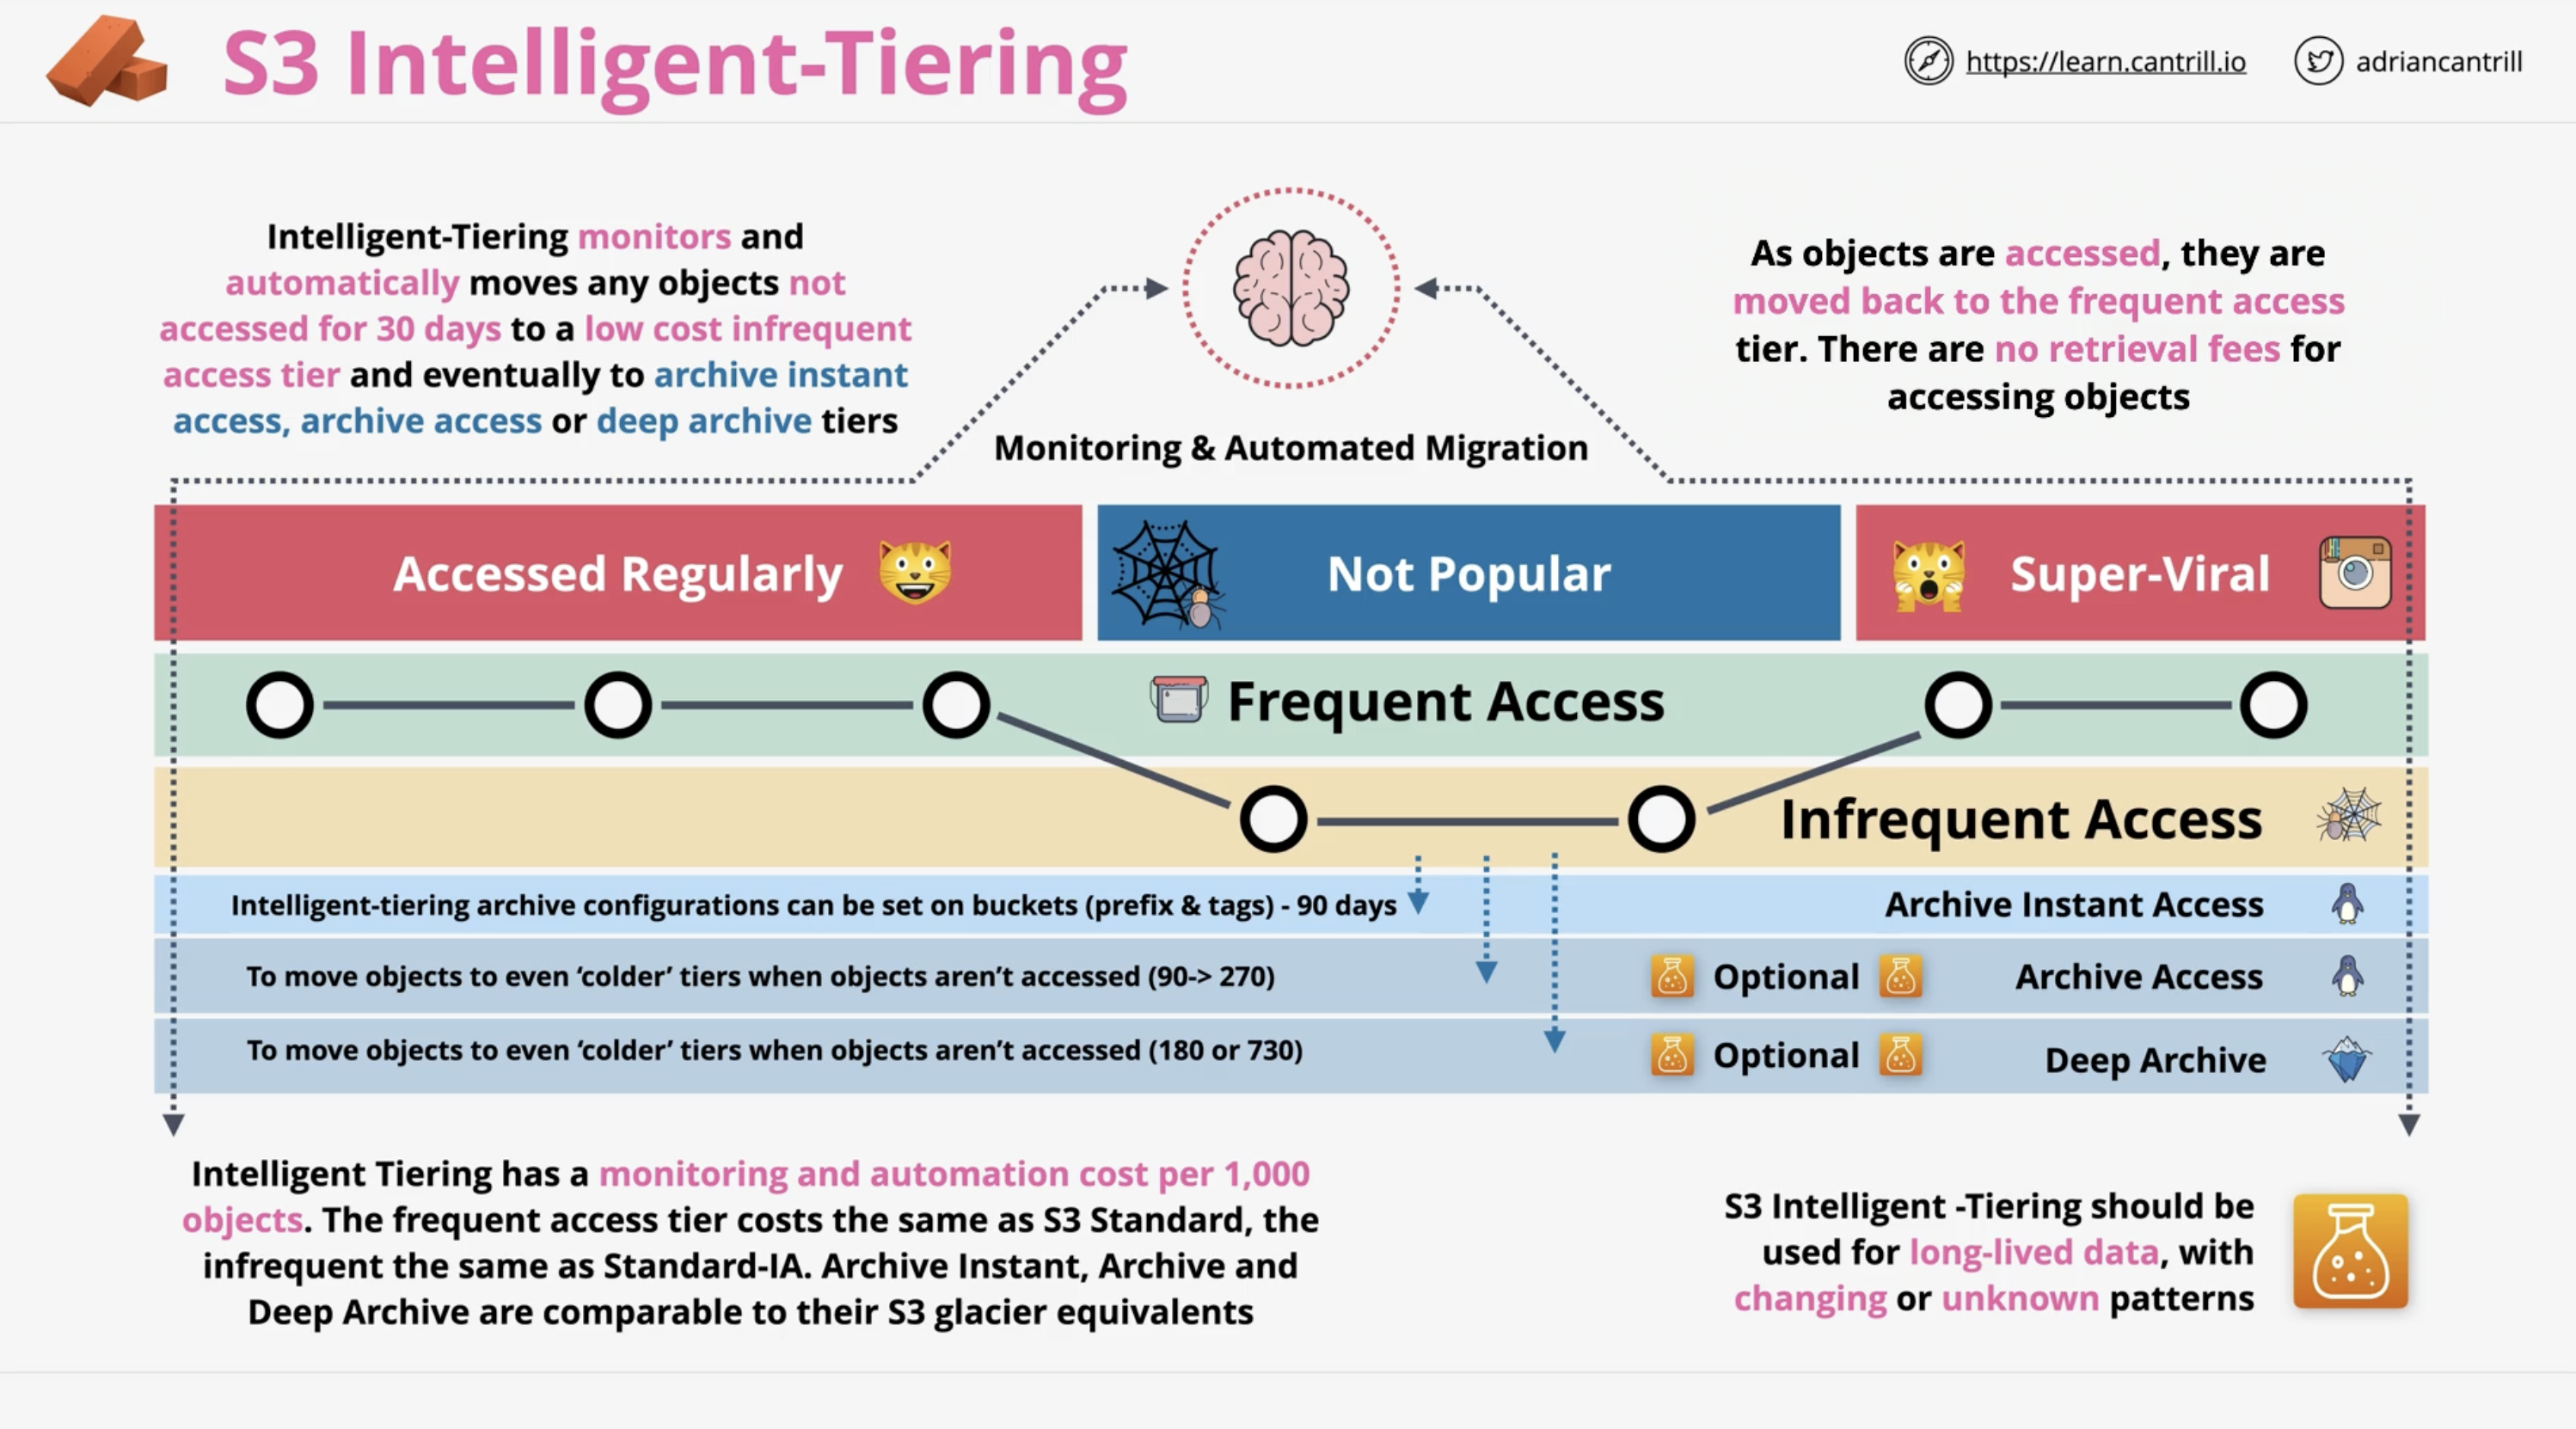 S3 Intelligent-Tiering
https://learn.cantrill.io
adriancantrill
Intelligent-Tiering monitors and
automatically moves any objects not
accessed for 30 days to a low cost infrequent
access tier and eventually to archive instant
access, archive access or deep archive tiers
As objects are accessed, they are
moved back to the frequent access
tier. There are no retrieval fees for
accessing objects
Monitoring & Automated Migration
Accessed Regularly
Not Popular
Super-Viral
Frequent Access
Infrequent Access
Intelligent-tiering archive configurations can be set on buckets (prefix & tags) - 90 days
Archive Instant Access
To move objects to even ‘colder’ tiers when objects aren’t accessed (90-> 270)
Optional
Archive Access
To move objects to even ‘colder’ tiers when objects aren’t accessed (180 or 730)
Optional
Deep Archive
Intelligent Tiering has a monitoring and automation cost per 1,000
objects. The frequent access tier costs the same as S3 Standard, the
infrequent the same as Standard-IA. Archive Instant, Archive and
Deep Archive are comparable to their S3 glacier equivalents
S3 Intelligent -Tiering should be
used for long-lived data, with
changing or unknown patterns